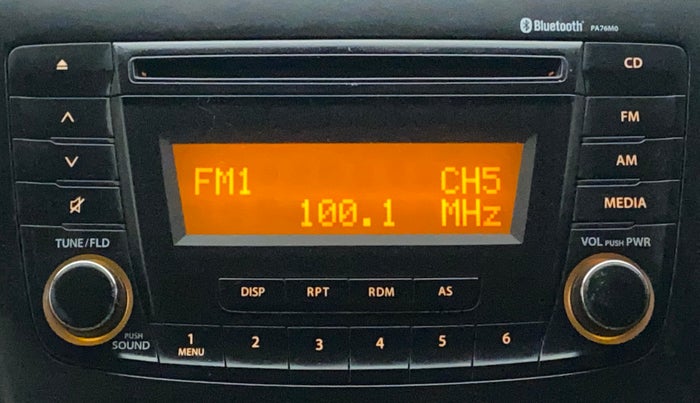 Bluetooth PA76M0
CD
FM
AM
MEDIA
FM1 CH5
100.1 MHz
TUNE/FLD
VOL PUSH PWR
DISP RPT RDM AS
PUSH
SOUND
1 2 3 4 5 6
MENU